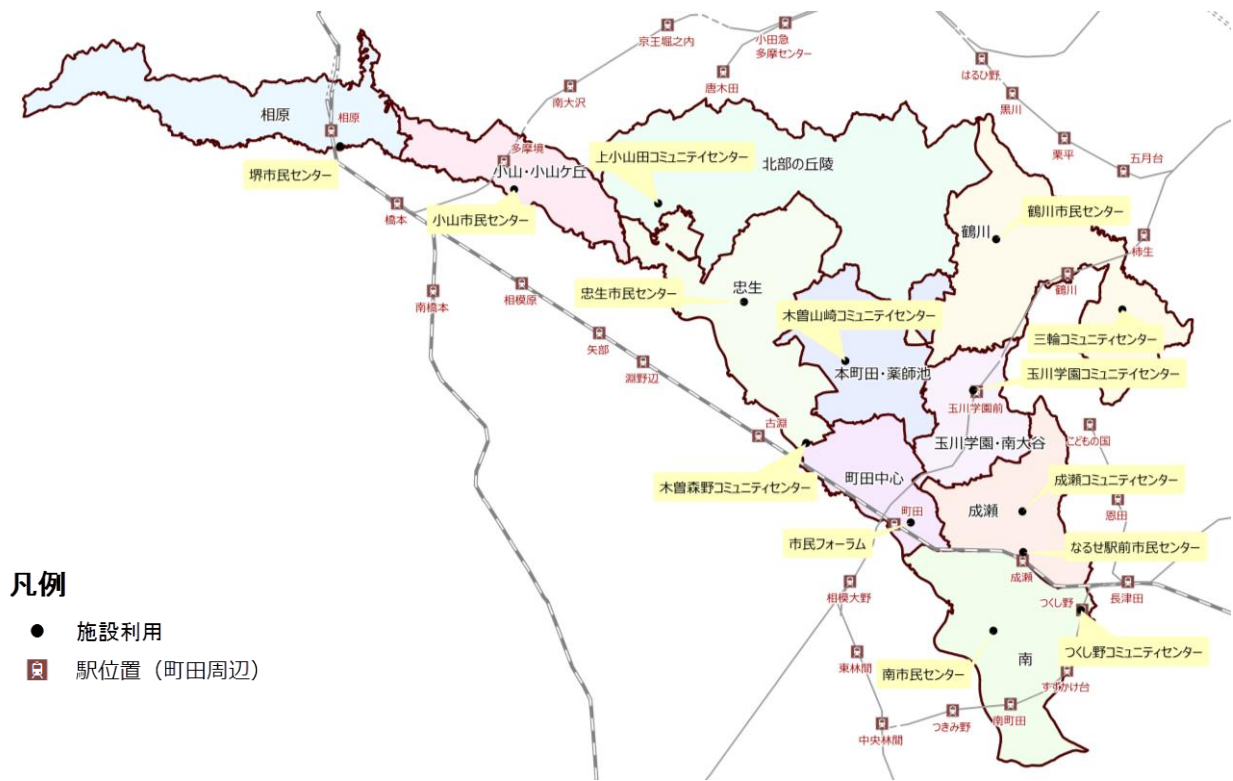 京王堀之内
小田急
多摩センター
はるひ野
唐木田
南大沢
黒川
相原
相原
多摩境
上小山田コミュニティセンター
北部の丘陵
栗平
五月台
堺市民センター
小山・小山ケ丘
橋本
小山市民センター
鶴川市民センター
鶴川
柿生
南橋本
相模原
忠生市民センター
忠生
鶴川
木曽山崎コミュニティセンター
矢部
三輪コミュニティセンター
淵野辺
本町田・薬師池
玉川学園コミュニティセンター
玉川学園前
古淵
玉川学園・南大谷
こどもの国
木曽森野コミュニティセンター
町田中心
成瀬コミュニティセンター
町田
成瀬
恩田
市民フォーラム
なるせ駅前市民センター
成瀬
凡例
相模大野
つくし野
長津田
施設利用
つくし野コミュニティセンター
東林間
南市民センター
南
駅位置（町田周辺）
すずかけ台
中央林間
つきみ野
南町田